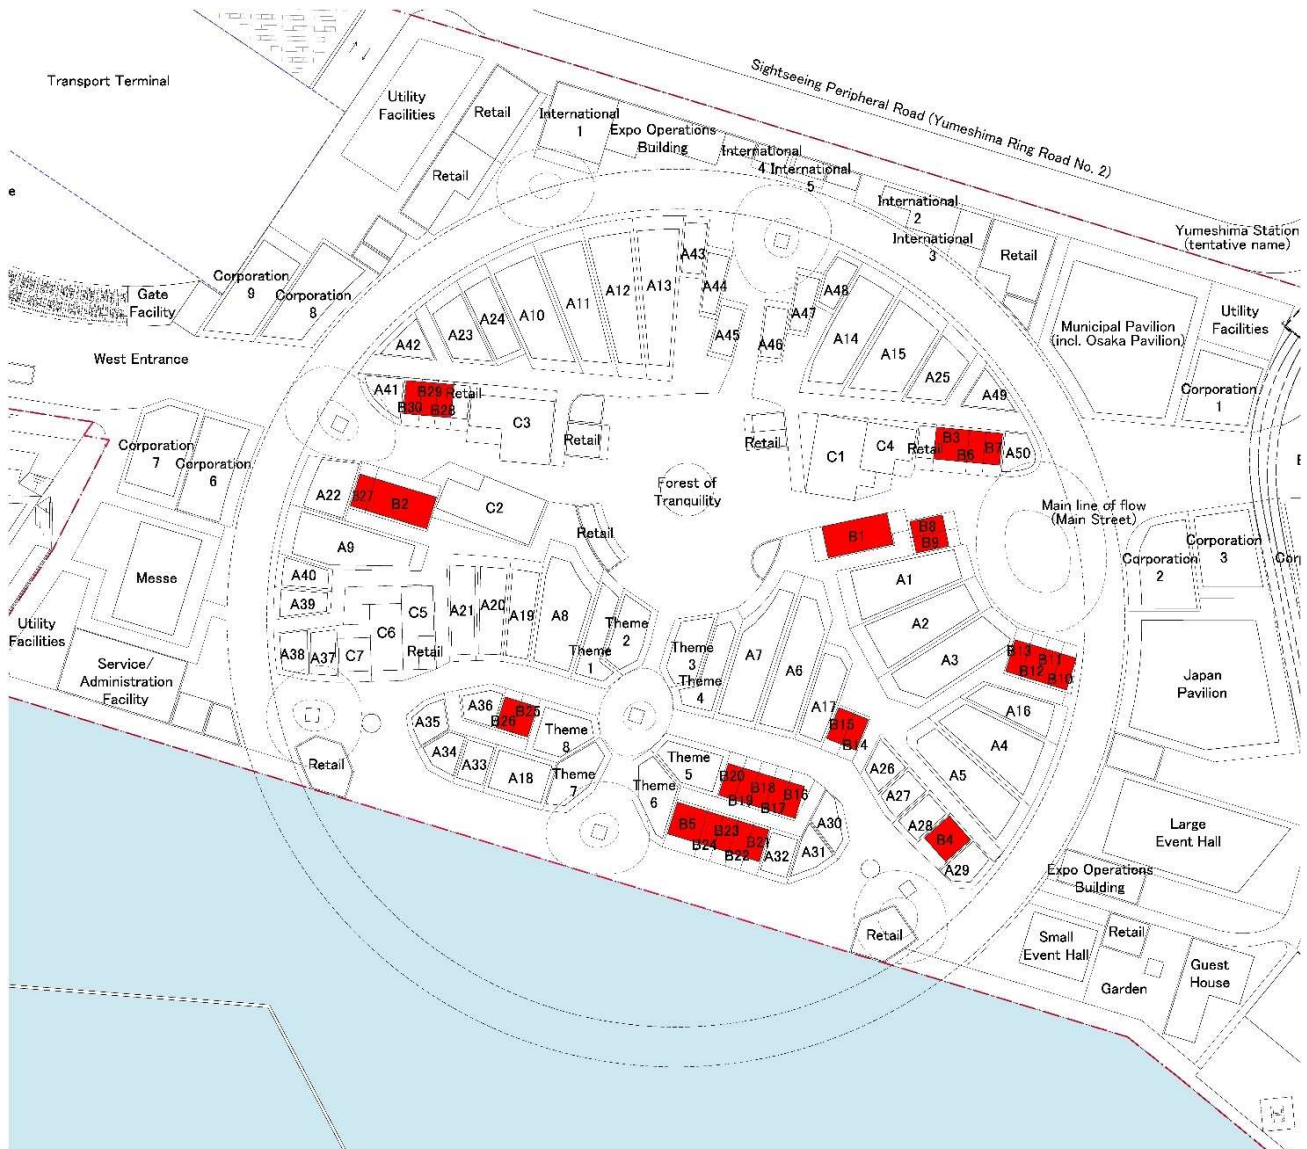 Sightseeing Peripheral Road (Yumeshima Ring Road No. 2)
Transport Terminal
Utility
Facilities
Retail
International
1
Expo Operations
Building
International
4
International
5
Retail
International
2
International
3
Retail
Yumeshima Station
(tentative name)
Utility
Facilities
Municipal Pavilion
(incl. Osaka Pavilion)
Corporation
1
e
Gate
Facility
Corporation
9
Corporation
8
West Entrance
A43
A44
A45
A46
A47
A48
A13
A12
A11
A10
A24
A23
A42
A14
A15
A25
A49
A41
B29
B30
B28
Retail
C3
Retail
Retail
C1
C4
Retail
B3
B6
B7
A50
Corporation
7
Corporation
6
A22
B27
B2
C2
Retail
Forest of
Tranquility
B1
B8
B9
Main line of flow
(Main Street)
Corporation
2
Corporation
3
Messe
A9
A40
A39
A38
A37
C7
C6
C5
Retail
A21
A20
A19
A8
Theme
1
Theme
2
Theme
3
Theme
4
A7
A6
A17
A1
A2
A3
B13
B11
B12
B10
Utility
Facilities
Service/
Administration
Facility
Japan
Pavilion
A36
B25
B26
Theme
8
A35
A34
A33
A18
Theme
7
B15
B14
A16
A4
A5
A26
A27
A28
B4
A29
Retail
Theme
5
Theme
6
B20
B18
B16
B19
B17
B5
B23
B21
B24
B22
A32
A31
A30
Large
Event Hall
Expo Operations
Building
Retail
Small
Event Hall
Retail
Garden
Guest
House